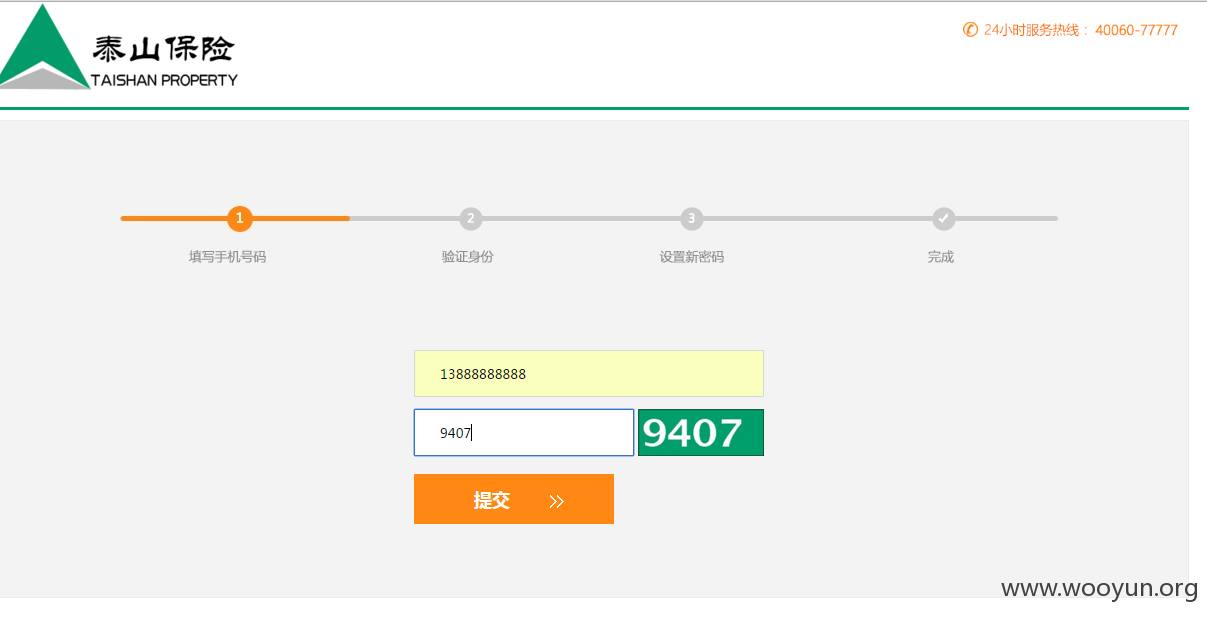 泰山保险
TAISHAN PROPERTY
24小时服务热线： 40060-77777
1 2 3
填写手机号码 验证身份 设置新密码 完成
13888888888
9407 9407
提交
www.wooyun.org